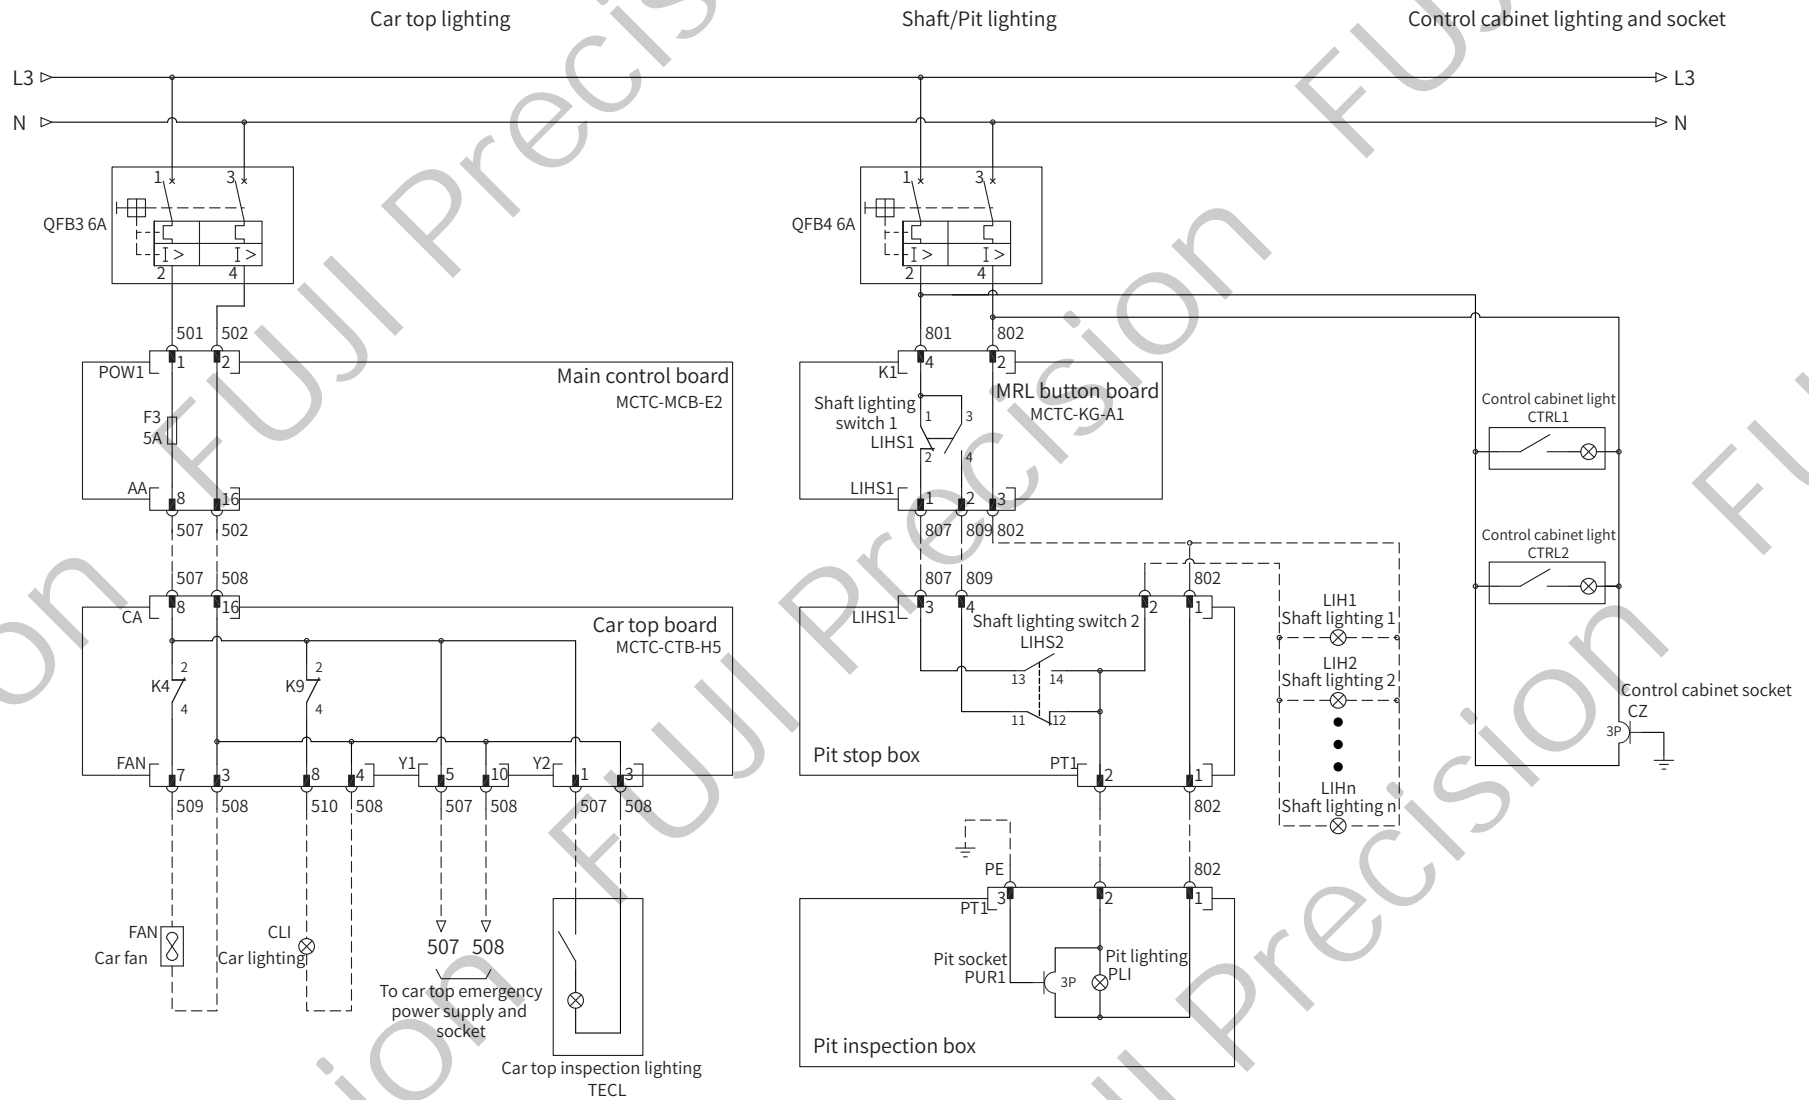 Car top lighting
Shaft/Pit lighting
Control cabinet lighting and socket
L3
L3
N
N
1
3
QFB3 6A
I >
I >
2
4
1
3
QFB4 6A
I >
I >
2
4
501
502
1
2
POW1
Main control board
MCTC-MCB-E2
F3
5A
AA
8
16
507
502
507
508
8
16
CA
Car top board
MCTC-CTB-H5
2
K4
4
2
K9
4
FAN
7
3
8
4
Y1
5
10
Y2
1
3
509
508
510
508
507
508
507
508
FAN
Car fan
CLI
Car lighting
507
508
To car top emergency
power supply and
socket
Car top inspection lighting
TECL
801
802
4
2
K1
MRL button board
MCTC-KG-A1
Shaft lighting
switch 1
LIHS1
1
3
2
4
LIHS1
1
2
3
807
809
802
807
809
802
3
4
2
1
LIHS1
Shaft lighting switch 2
LIHS2
13
14
11
12
Pit stop box
PT1
2
1
802
PE
802
3
2
1
PT1
Pit socket
PUR1
3P
Pit lighting
PLI
Pit inspection box
LIH1
Shaft lighting 1
LIH2
Shaft lighting 2
LIHn
Shaft lighting n
Control cabinet light
CTRL1
Control cabinet light
CTRL2
Control cabinet socket
CZ
3P
FUJI Precision
FUJI Precision
FUJI Precision